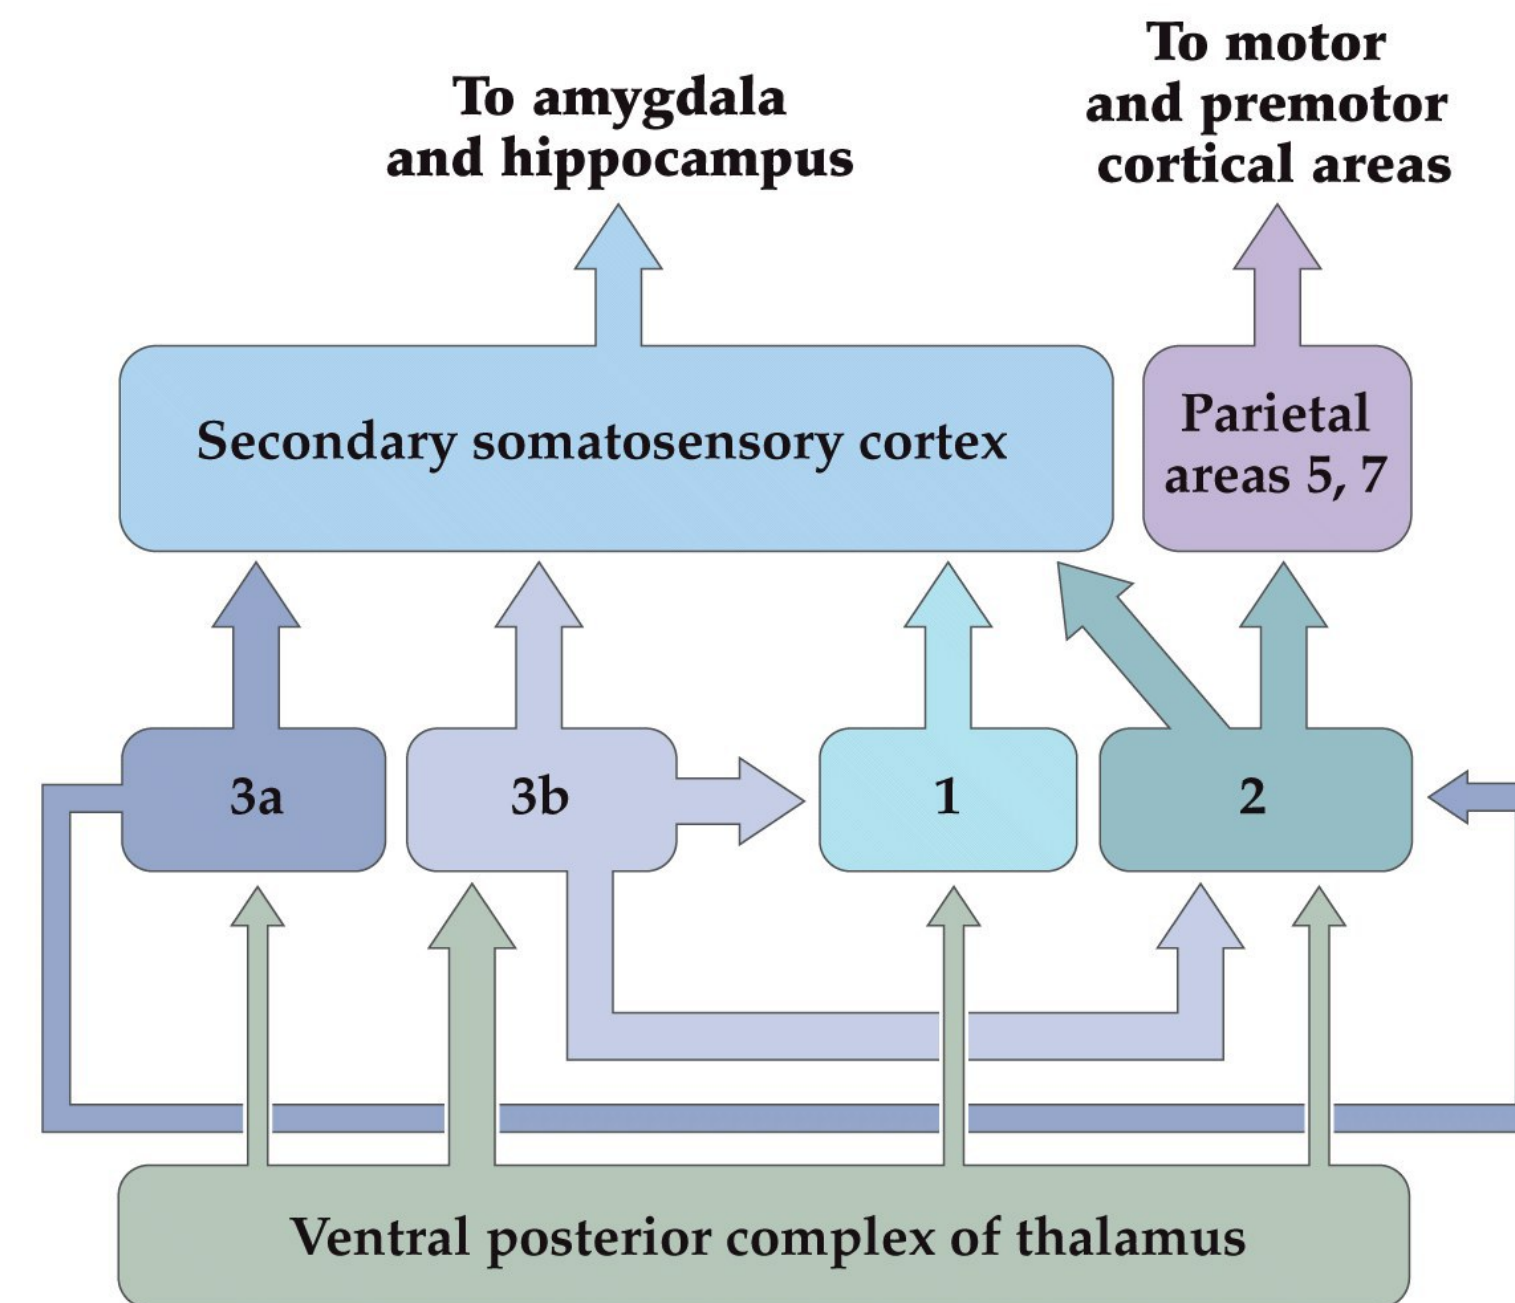 To amygdala
and hippocampus
To motor
and premotor
cortical areas
Secondary somatosensory cortex
Parietal
areas 5, 7
3a
3b
1
2
Ventral posterior complex of thalamus